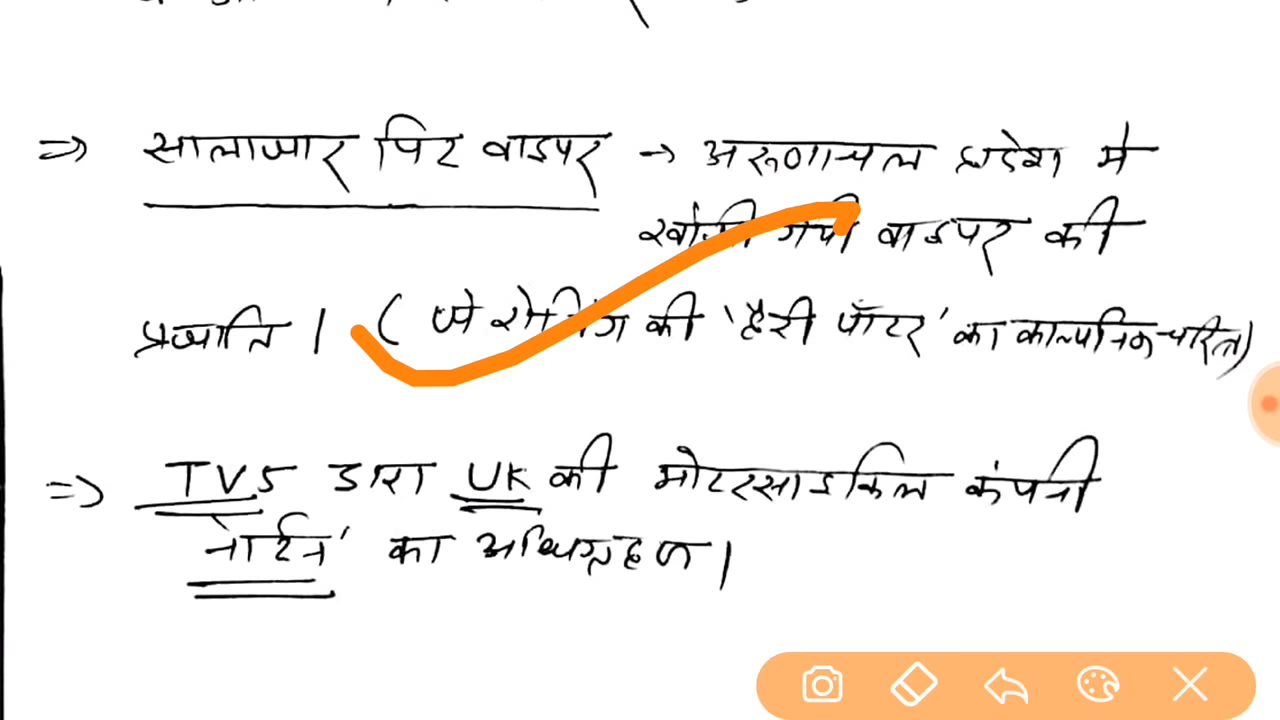 ⇒ सालाजार पिट वाइपर → अरुणाचल प्रदेश मे
खोजी गयी वाइपर की
प्रजाति । ( जे रोलिंग की 'हैरी पॉटर' का काल्पनिक चरित्र)
⇒ TVS द्वारा UK की मोटरसाइकिल कंपनी
'नॉर्टन' का अधिग्रहण ।